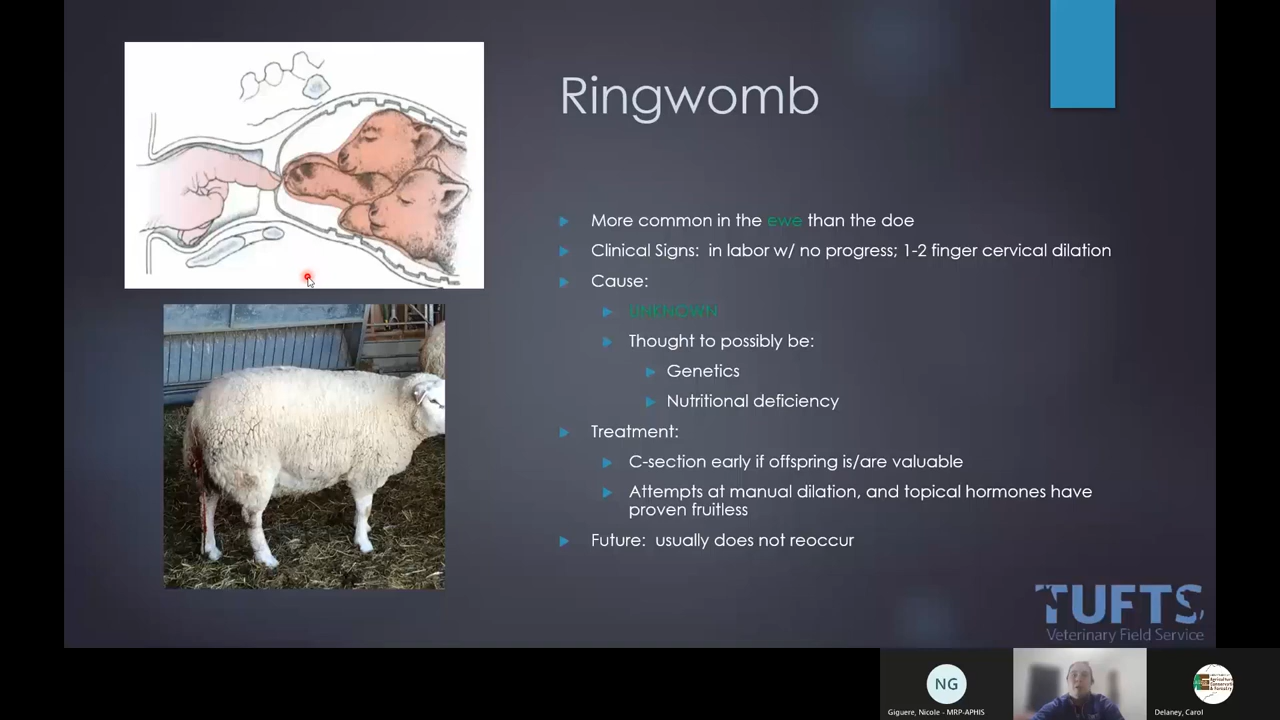 Ringwomb
More common in the ewe than the doe
Clinical Signs: in labor w/ no progress; 1-2 finger cervical dilation
Cause:
UNKNOWN
Thought to possibly be:
Genetics
Nutritional deficiency
Treatment:
C-section early if offspring is/are valuable
Attempts at manual dilation, and topical hormones have
proven fruitless
Future: usually does not reoccur
TUFTS
Veterinary Field Service
NG
Giguere, Nicole - MRP-APHIS
Delaney, Carol